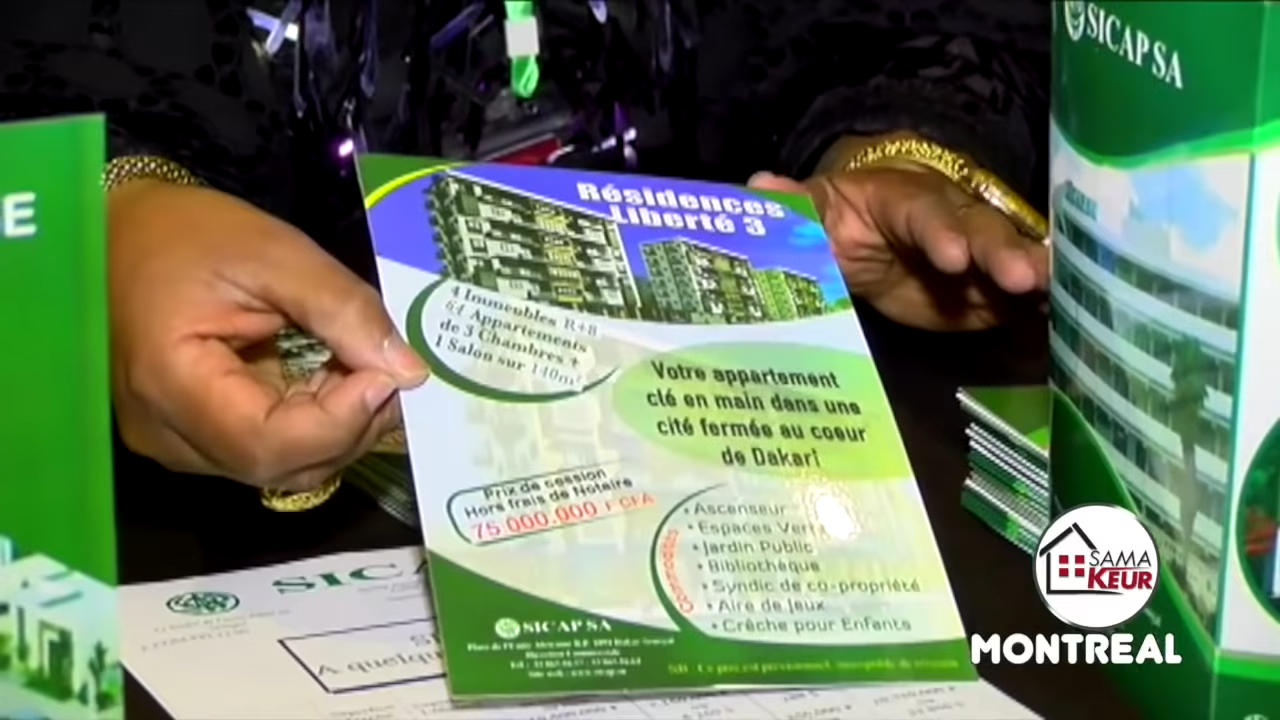 SICAP SA
E
Résidences
Liberté 3
4 Immeubles R+8
64 Appartements
de 3 Chambres +
1 Salon sur 140m²
Votre appartement
clé en main dans une
cité fermée au coeur
de Dakar!
Prix de cession
Hors frais de Notaire
75.000.000 F CFA
Commodités
• Ascenseur
• Espaces Verts
• Jardin Public
• Bibliothèque
• Syndic de co-propriété
• Aire de Jeux
• Crèche pour Enfants
SICAP SA
SIC
A quelqu
SAMA
KEUR
MONTREAL